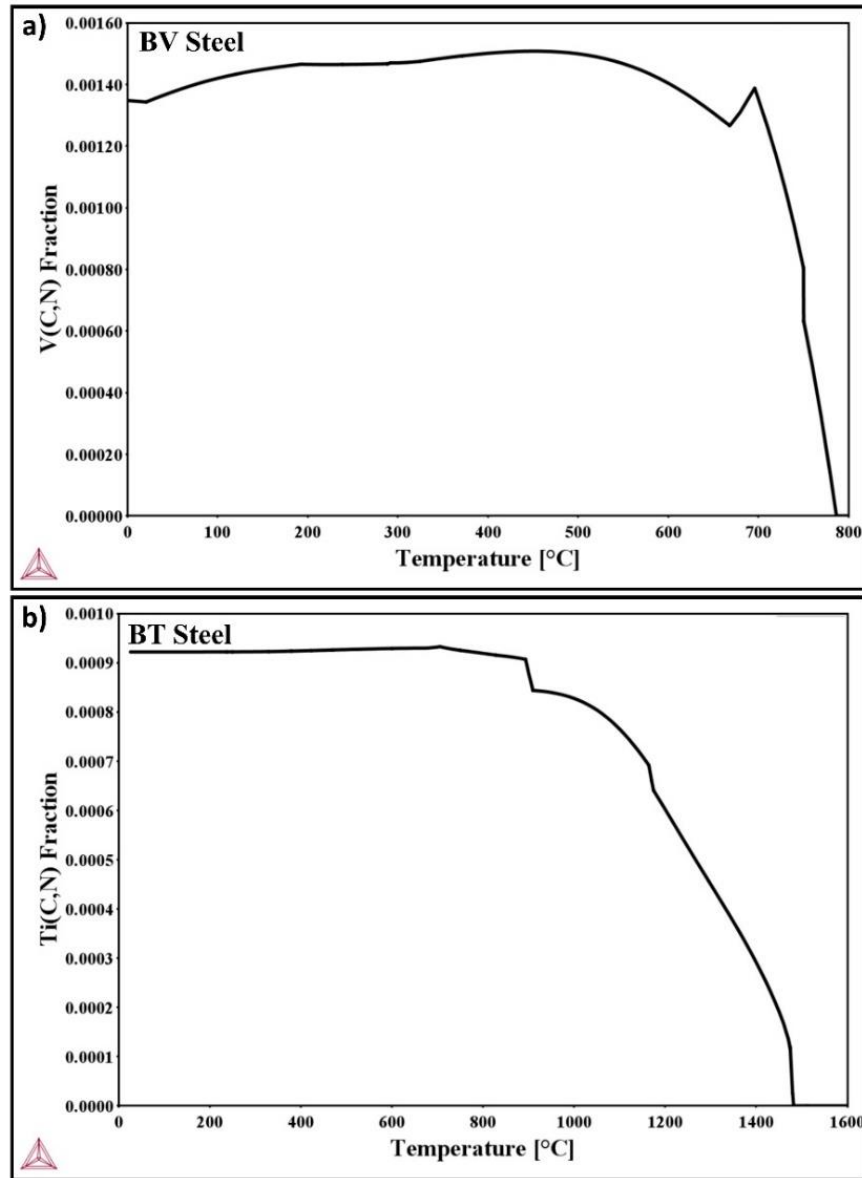 a)
BV Steel
0.00160
0.00140
0.00120
0.00100
0.00080
0.00060
0.00040
0.00020
0.00000
V(C,N) Fraction
0 100 200 300 400 500 600 700 800
Temperature [°C]
b)
BT Steel
0.0010
0.0009
0.0008
0.0007
0.0006
0.0005
0.0004
0.0003
0.0002
0.0001
0.0000
Ti(C,N) Fraction
0 200 400 600 800 1000 1200 1400 1600
Temperature [°C]